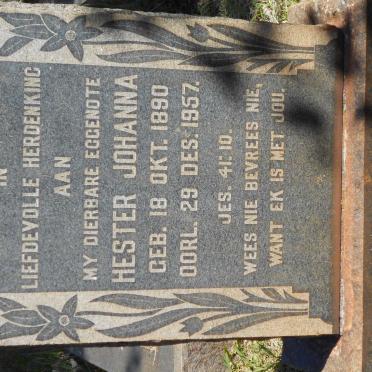 IN
LIEFDEVOLLE HERDENKING
AAN
MY DIERBARE EGGENOTE
HESTER JOHANNA
GEB. 18 OKT. 1890
OORL. 29 DES. 1957.
JES. 41:10.
WEES NIE BEVREES NIE,
WANT EK IS MET JOU.